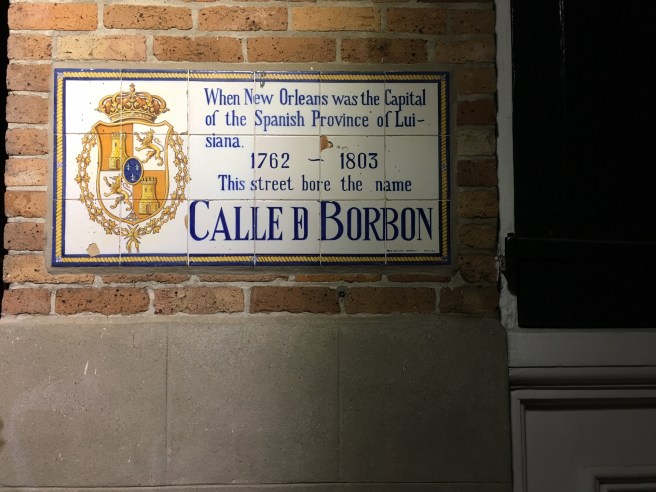 When New Orleans was the Capital
of the Spanish Province of Lui-
siana.
1762 ~ 1803
This street bore the name
CALLE D BORBON